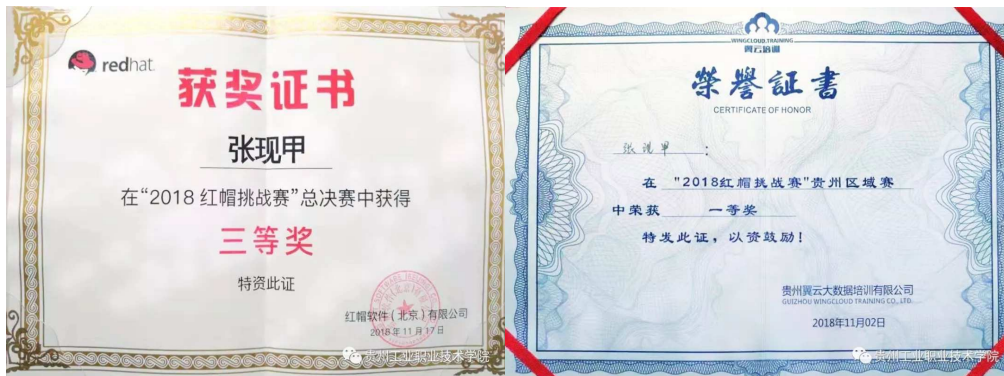 redhat.
获奖证书
张现甲
在“2018 红帽挑战赛”总决赛中获得
三等奖
特资此证
红帽软件（北京）有限公司
2018年11月17日
贵州工业职业技术学院
WINGCLOUD TRAINING
翼云培训
榮譽証書
CERTIFICATE OF HONOR
张现甲：
在 "2018红帽挑战赛"贵州区域赛
中荣获 一等奖
特发此证，以资鼓励！
贵州翼云大数据培训有限公司
GUIZHOU WINGCLOUD TRAINING CO., LTD.
2018年11月02日
贵州工业职业技术学院